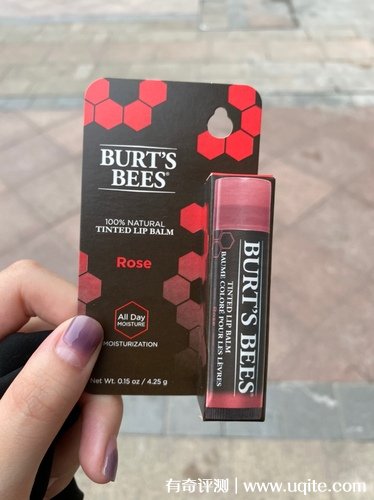 BURT'S
BEES®
100% NATURAL
TINTED LIP BALM
Rose
All Day
MOISTURE
MOISTURIZATION
Net Wt. 0.15 oz / 4.25 g
BURT'S BEES
TINTED LIP BALM
BAUME COLORÉ POUR LES LÈVRES
有奇评测 | www.uqite.com